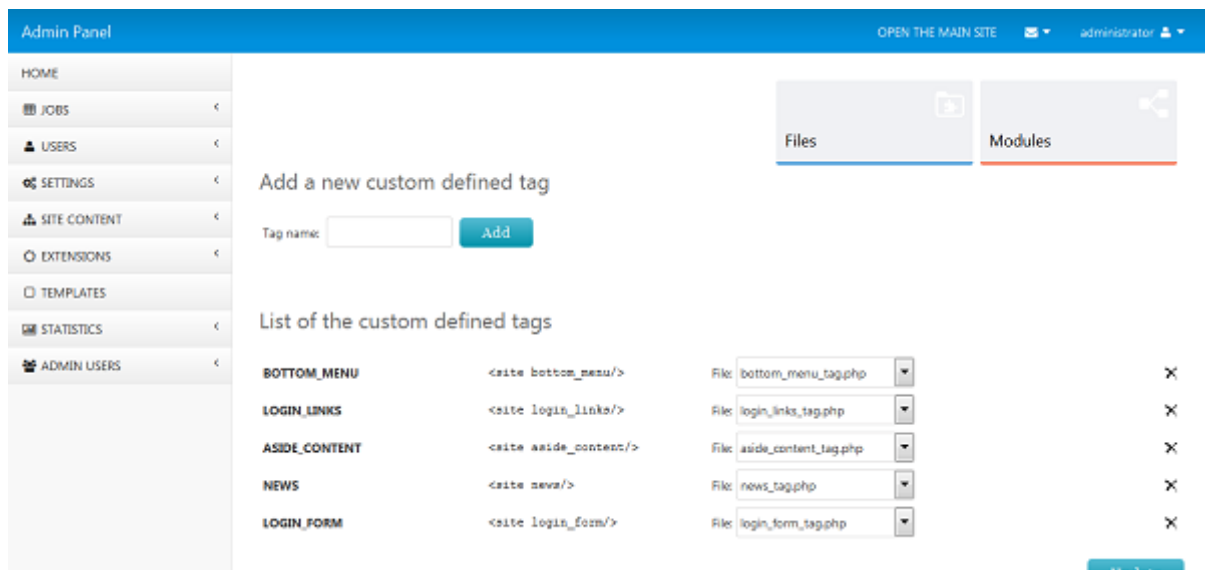 Admin Panel OPEN THE MAIN SITE administrator
HOME
JOBS
USERS
SETTINGS
SITE CONTENT
EXTENSIONS
TEMPLATES
STATISTICS
ADMIN USERS
Files Modules
Add a new custom defined tag
Tag name: Add
List of the custom defined tags
BOTTOM_MENU <site bottom_menu/> File: bottom_menu_tag.php
LOGIN_LINKS <site login_links/> File: login_links_tag.php
ASIDE_CONTENT <site aside_content/> File: aside_content_tag.php
NEWS <site news/> File: news_tag.php
LOGIN_FORM <site login_form/> File: login_form_tag.php